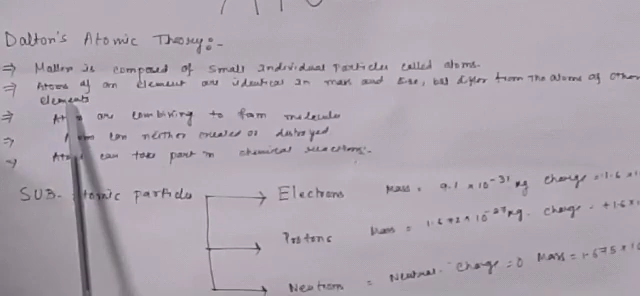 Dalton's Atomic Theory:-
⇒ Matter is composed of small individual particles called atoms.
⇒ Atoms of an element are identical in mass and size, but differ from the atoms of other
elements
⇒ are combining to form molecules
⇒ can neither created or destroyed
⇒ can take part in chemical reactions.
SUB- atomic particles → Electrons Mass = 9.1 × 10⁻³¹ kg charge = 1.6 ×
→ Protons Mass = 10⁻²⁷ kg. charge = +1.6 ×
→ Neutrons = Neutral. Charge = 0 Mass = 1.675 × 10